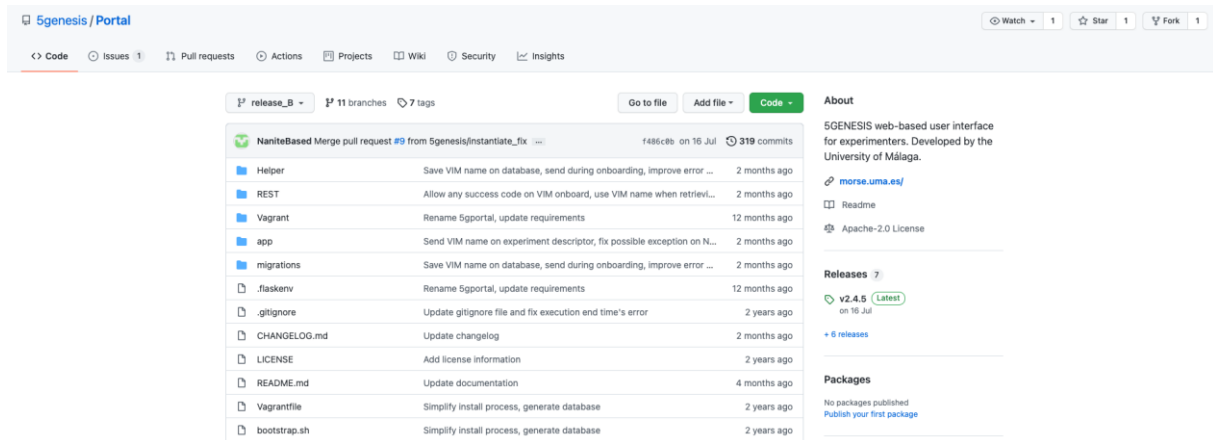 5genesis / Portal
Watch 1 Star 1 Fork 1
Code Issues 1 Pull requests Actions Projects Wiki Security Insights
release_B 11 branches 7 tags Go to file Add file Code
NaniteBased Merge pull request #9 from 5genesis/instantiate_fix ... f486c0b on 16 Jul 319 commits
Helper Save VIM name on database, send during onboarding, improve error ... 2 months ago
REST Allow any success code on VIM onboard, use VIM name when retrievi... 2 months ago
Vagrant Rename 5gportal, update requirements 12 months ago
app Send VIM name on experiment descriptor, fix possible exception on N... 2 months ago
migrations Save VIM name on database, send during onboarding, improve error ... 2 months ago
.flaskenv Rename 5gportal, update requirements 12 months ago
.gitignore Update gitignore file and fix execution end time's error 2 years ago
CHANGELOG.md Update changelog 2 months ago
LICENSE Add license information 2 years ago
README.md Update documentation 4 months ago
Vagrantfile Simplify install process, generate database 2 years ago
bootstrap.sh Simplify install process, generate database 2 years ago
About
5GENESIS web-based user interface
for experimenters. Developed by the
University of Málaga.
morse.uma.es/
Readme
Apache-2.0 License
Releases 7
v2.4.5 Latest
on 16 Jul
+ 6 releases
Packages
No packages published
Publish your first package